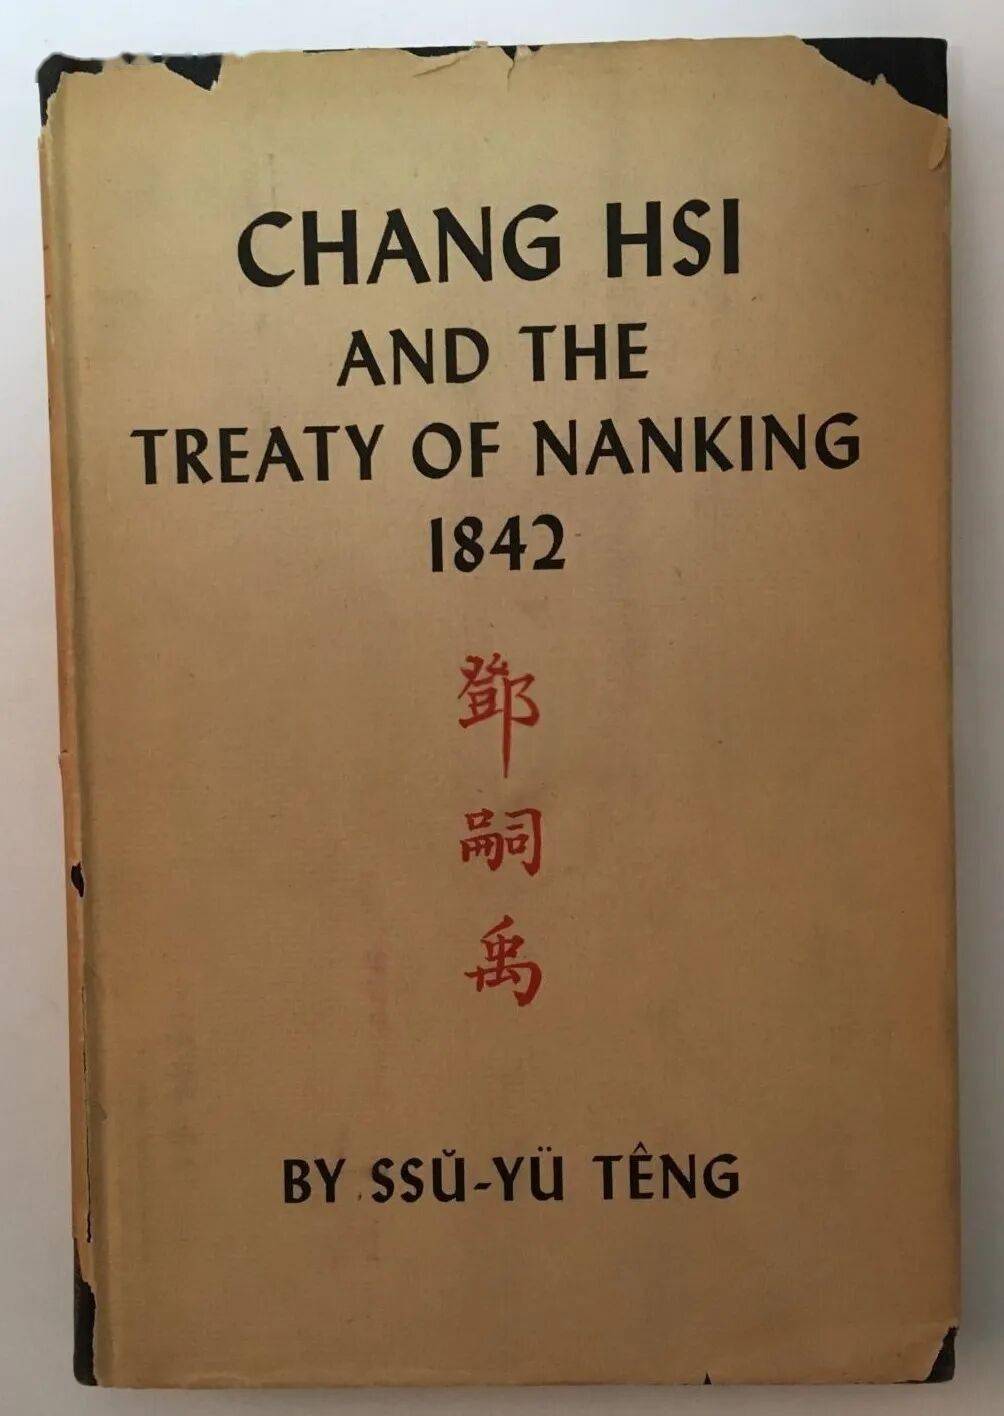 CHANG HSI
AND THE
TREATY OF NANKING
1842
鄧嗣禹
BY SSŬ-YÜ TÊNG